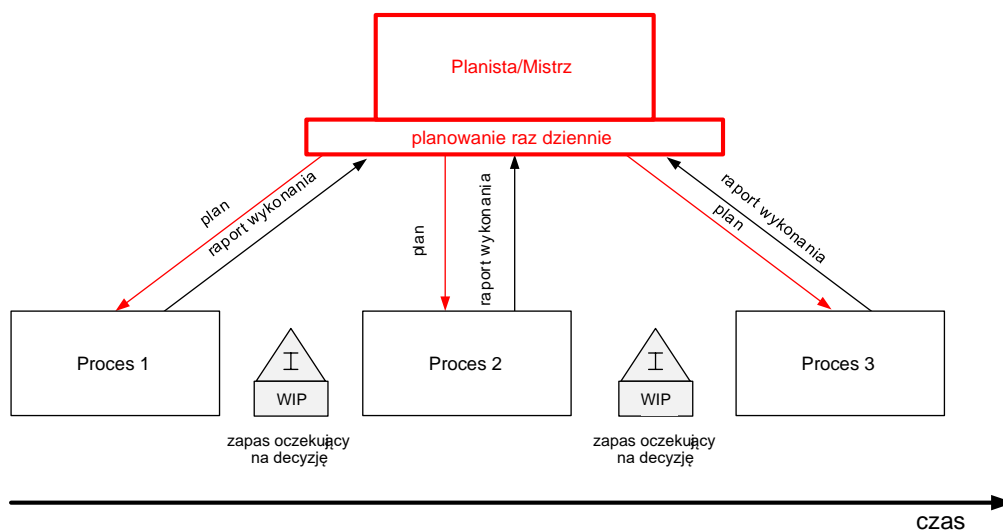 Planista/Mistrz
planowanie raz dziennie
plan
raport wykonania
plan
raport wykonania
plan
raport wykonania
Proces 1
I
WIP
zapas oczekujący
na decyzję
Proces 2
I
WIP
zapas oczekujący
na decyzję
Proces 3
czas